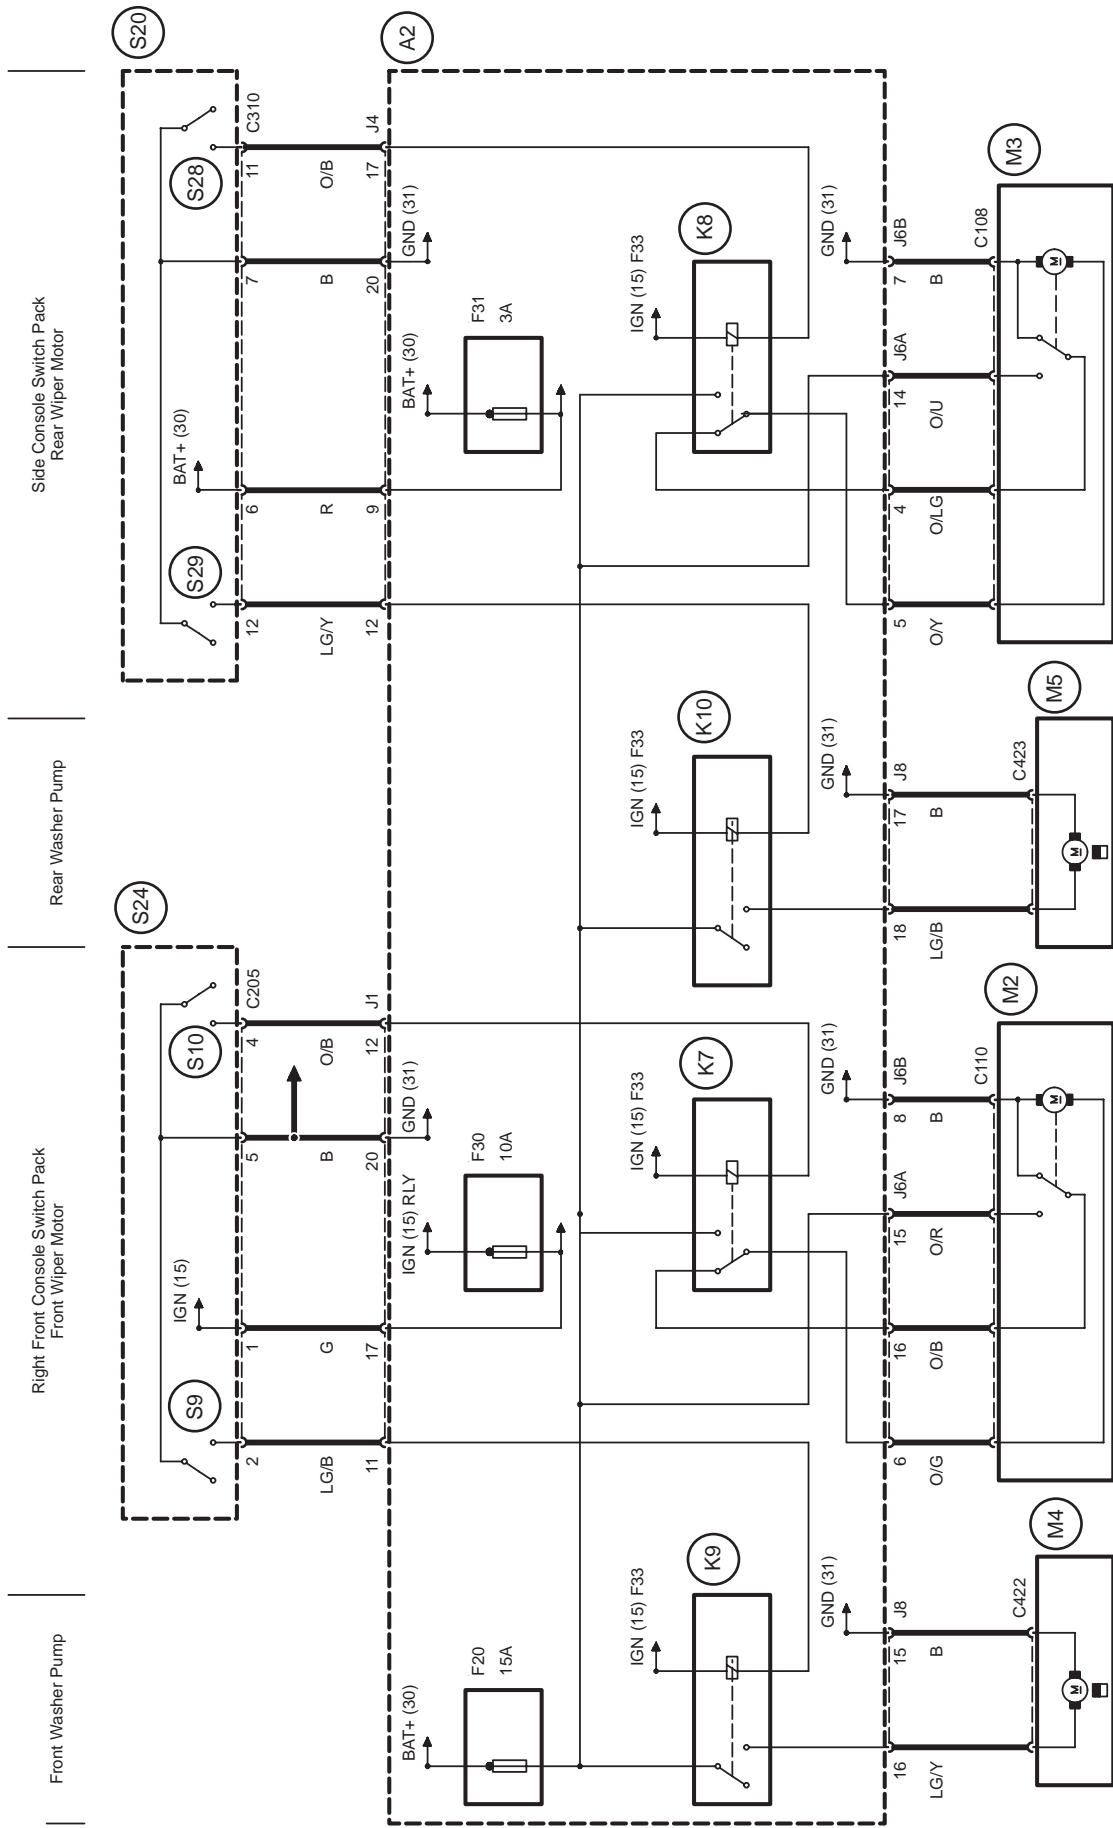 Front Washer Pump
Right Front Console Switch Pack
Front Wiper Motor
Rear Washer Pump
Side Console Switch Pack
Rear Wiper Motor
S24
S20
IGN (15)
BAT+ (30)
S9
S10
S29
S28
2
1
5
4
C205
12
6
7
11
C310
LG/B
G
B
O/B
LG/Y
R
B
O/B
11
17
20
12
J1
12
9
20
17
J4
A2
BAT+ (30)
IGN (15) RLY
GND (31)
BAT+ (30)
GND (31)
F20
15A
F30
10A
F31
3A
IGN (15) F33
IGN (15) F33
IGN (15) F33
IGN (15) F33
K9
K7
K10
K8
GND (31)
GND (31)
GND (31)
GND (31)
16
15
J8
6
16
15
J6A
8
J6B
18
17
J8
5
4
14
J6A
7
J6B
LG/Y
B
O/G
O/B
O/R
B
LG/B
B
O/Y
O/LG
O/U
B
C422
C110
C423
C108
M4
M2
M5
M3
M
M
M
M